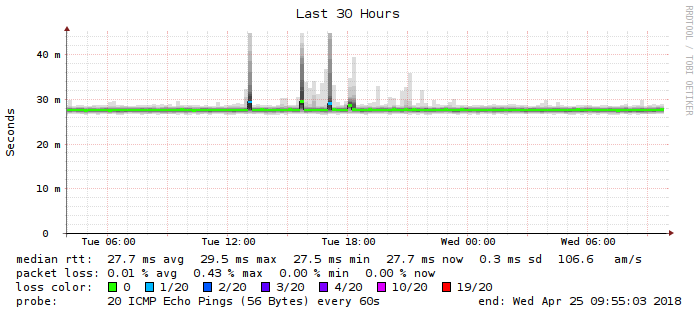 Last 30 Hours
RRDTOOL / TOBI OETIKER
Seconds
40 m
30 m
20 m
10 m
0
Tue 06:00 Tue 12:00 Tue 18:00 Wed 00:00 Wed 06:00
median rtt: 27.7 ms avg 29.5 ms max 27.5 ms min 27.7 ms now 0.3 ms sd 106.6 am/s
packet loss: 0.01 % avg 0.43 % max 0.00 % min 0.00 % now
loss color: 0 1/20 2/20 3/20 4/20 10/20 19/20
probe: 20 ICMP Echo Pings (56 Bytes) every 60s end: Wed Apr 25 09:55:03 2018